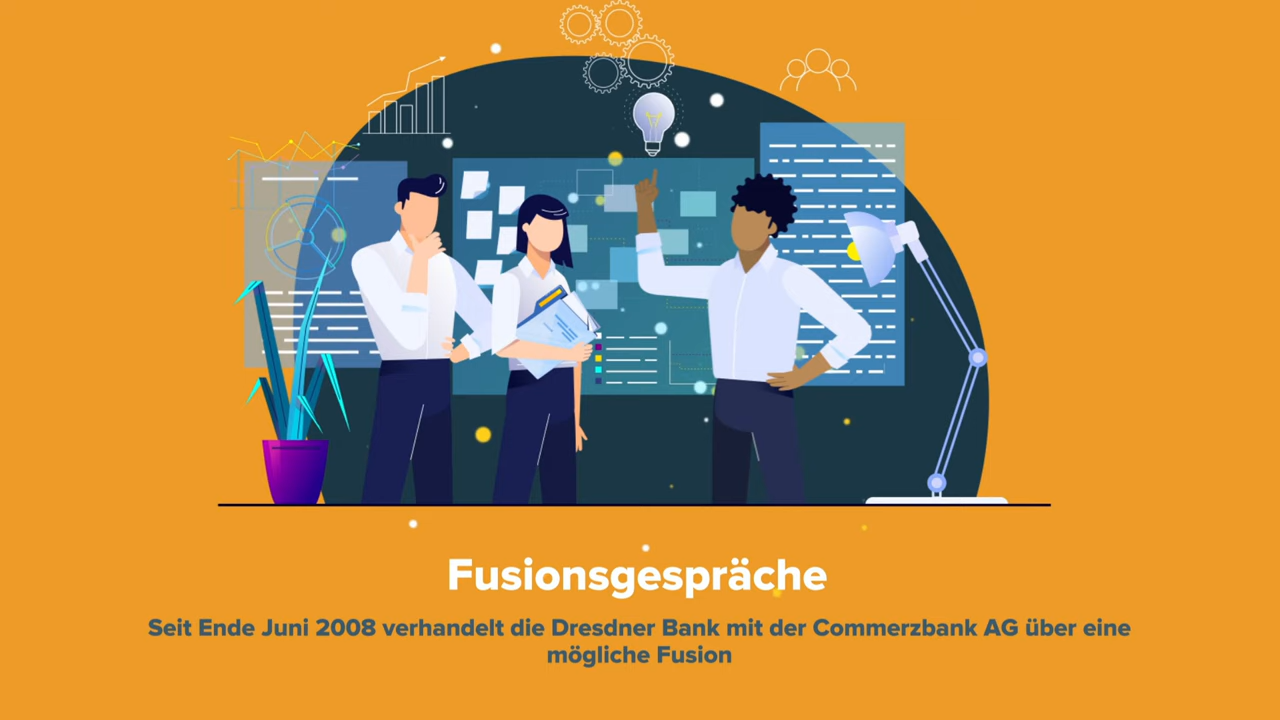 Fusionsgespräche
Seit Ende Juni 2008 verhandelt die Dresdner Bank mit der Commerzbank AG über eine
mögliche Fusion